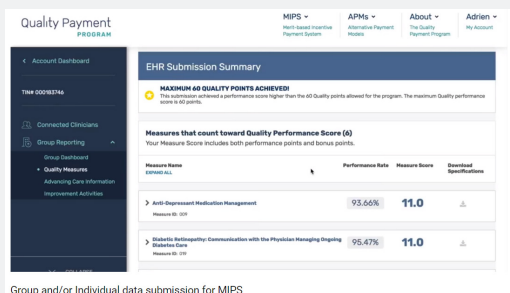 Quality Payment
PROGRAM
MIPS
Merit-based Incentive
Payment System
APMs
Alternative Payment
Models
About
The Quality
Payment Program
Adrien
My Account
< Account Dashboard
TIN# 000183746
Connected Clinicians
Group Reporting
Group Dashboard
Quality Measures
Advancing Care Information
Improvement Activities
EHR Submission Summary
MAXIMUM 60 QUALITY POINTS ACHIEVED!
This submission achieved a performance score higher than the 60 Quality points allowed for the program. The maximum Quality performance
score is 60 points.
Measures that count toward Quality Performance Score (6)
Your Measure Score includes both performance points and bonus
points.
Measure Name
EXPAND ALL
Performance Rate
Measure Score
Download
Specifications
Anti-Depressant Medication Management
Measure ID: 009
93.66%
11.0
Diabetic Retinopathy: Communication with the Physician Managing Ongoing
Diabetes Care
Measure ID: 019
95.47%
11.0
Group and/or Individual data submission for MIPS